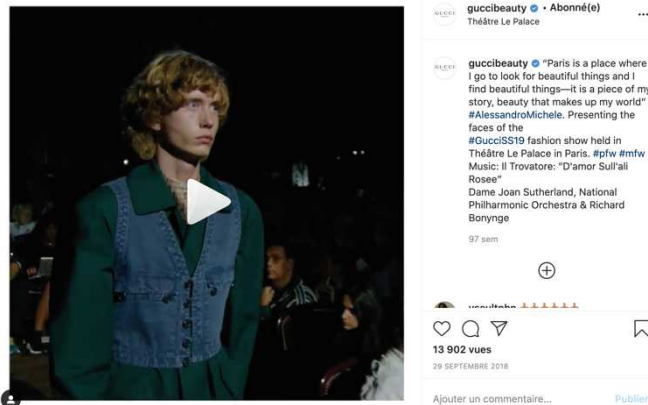 guccibeauty • Abonné(e)
Théâtre Le Palace
...
guccibeauty "Paris is a place where
I go to look for beautiful things and I
find beautiful things—it is a piece of my
story, beauty that makes up my world"
#AlessandroMichele. Presenting the
faces of the
#GucciSS19 fashion show held in
Théâtre Le Palace in Paris. #pfw #mfw
Music: Il Trovatore: "D'amor Sull'ali
Rosee"
Dame Joan Sutherland, National
Philharmonic Orchestra & Richard
Bonynge
97 sem
13 902 vues
29 SEPTEMBRE 2018
Ajouter un commentaire...
Publier